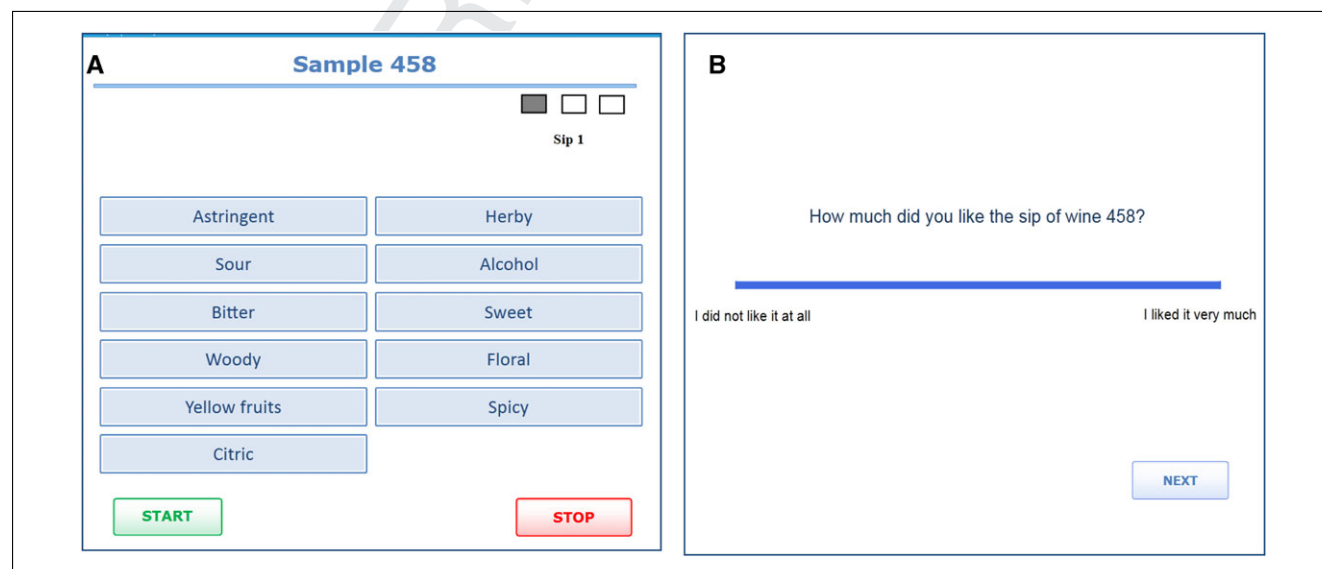 A
Sample 458
Sip 1
Astringent
Herby
Sour
Alcohol
Bitter
Sweet
Woody
Floral
Yellow fruits
Spicy
Citric
START
STOP
B
How much did you like the sip of wine 458?
I did not like it at all
I liked it very much
NEXT